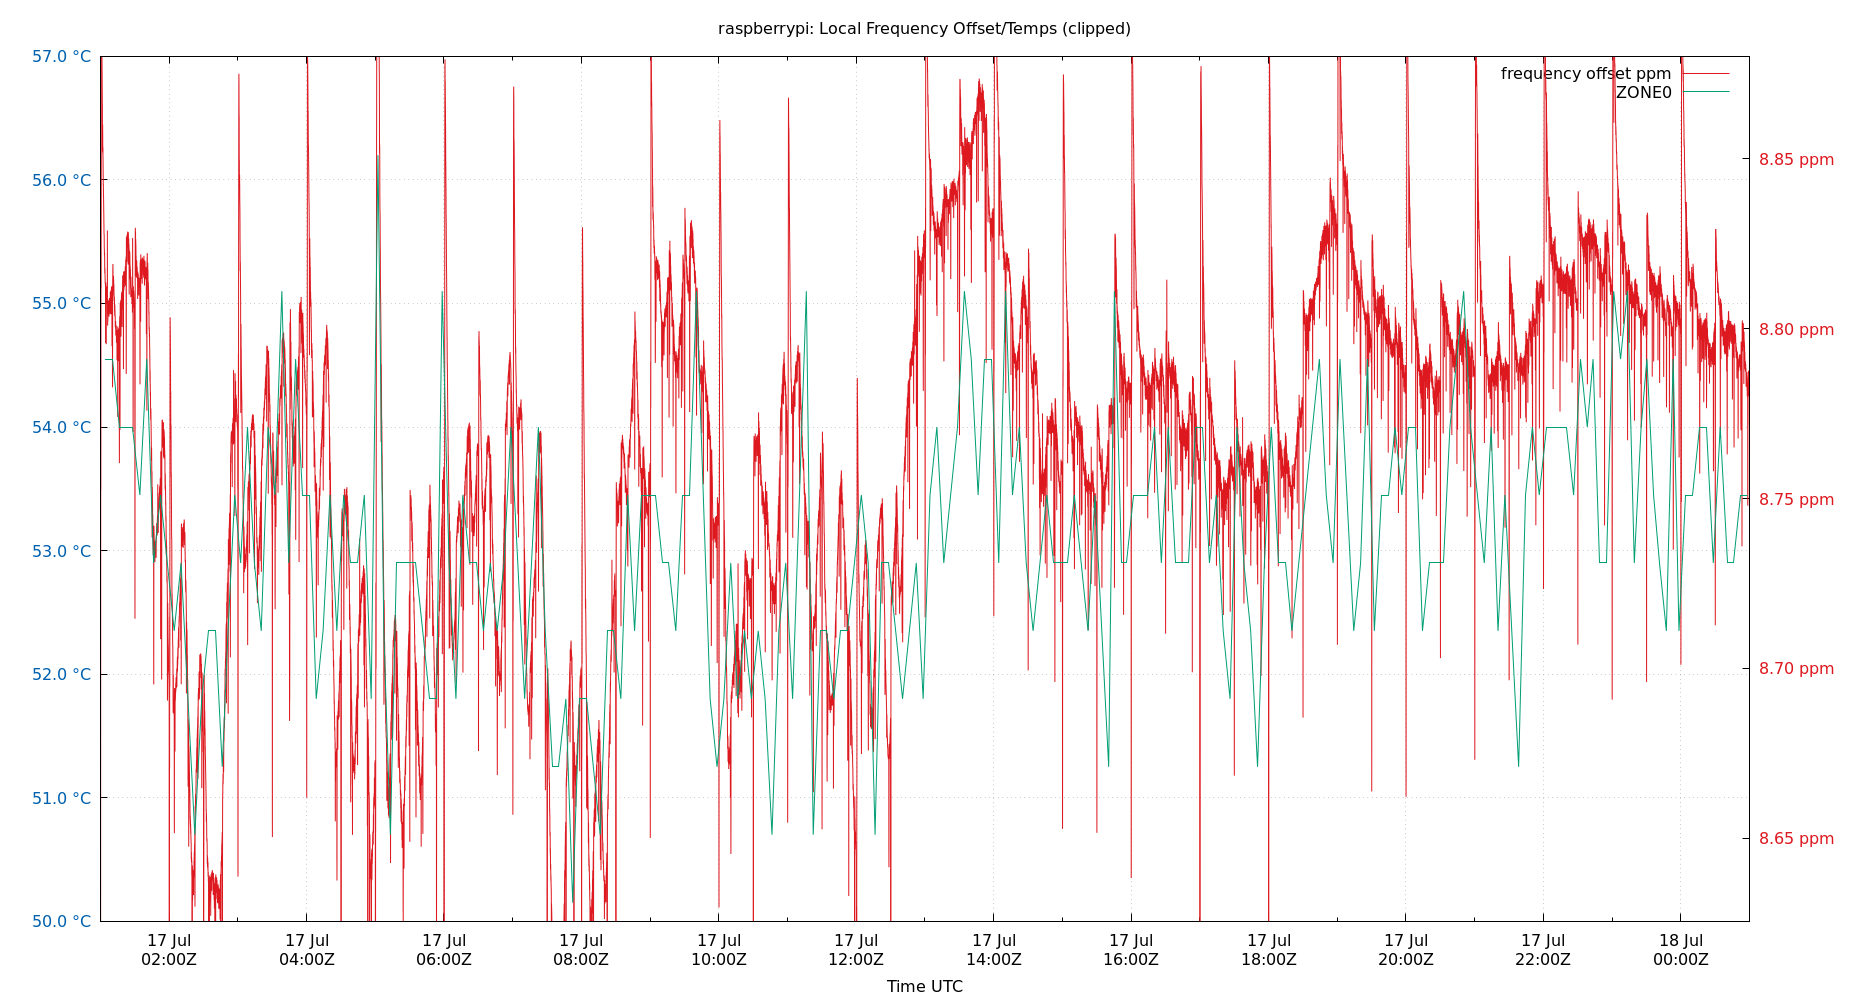 raspberrypi: Local Frequency Offset/Temps (clipped)
57.0 °C
56.0 °C
55.0 °C
54.0 °C
53.0 °C
52.0 °C
51.0 °C
50.0 °C
frequency offset ppm
ZONE0
8.85 ppm
8.80 ppm
8.75 ppm
8.70 ppm
8.65 ppm
17 Jul 17 Jul 17 Jul 17 Jul 17 Jul 17 Jul 17 Jul 17 Jul 17 Jul 17 Jul 17 Jul 18 Jul
02:00Z 04:00Z 06:00Z 08:00Z 10:00Z 12:00Z 14:00Z 16:00Z 18:00Z 20:00Z 22:00Z 00:00Z
Time UTC